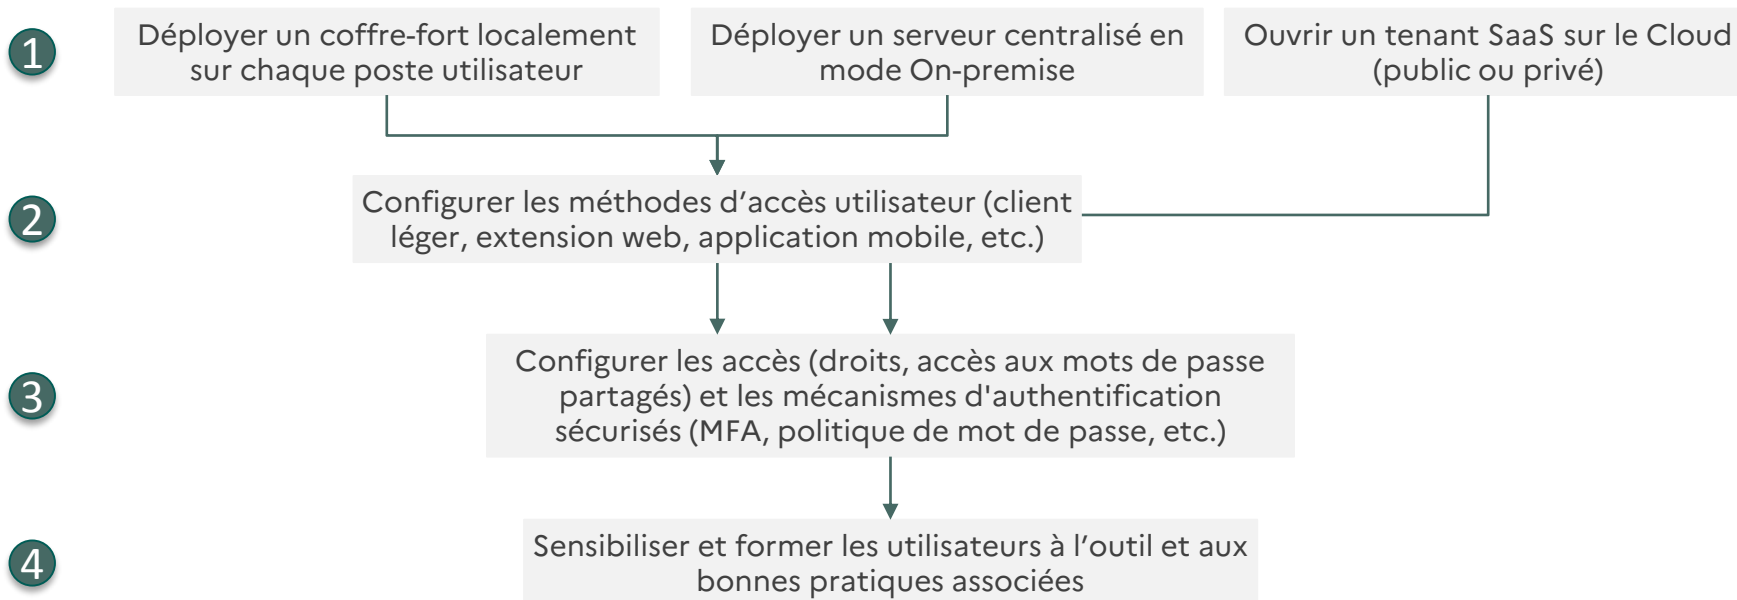 1
Déployer un coffre-fort localement
sur chaque poste utilisateur
Déployer un serveur centralisé en
mode On-premise
Ouvrir un tenant SaaS sur le Cloud
(public ou privé)
2
Configurer les méthodes d’accès utilisateur (client
léger, extension web, application mobile, etc.)
3
Configurer les accès (droits, accès aux mots de passe
partagés) et les mécanismes d'authentification
sécurisés (MFA, politique de mot de passe, etc.)
4
Sensibiliser et former les utilisateurs à l’outil et aux
bonnes pratiques associées